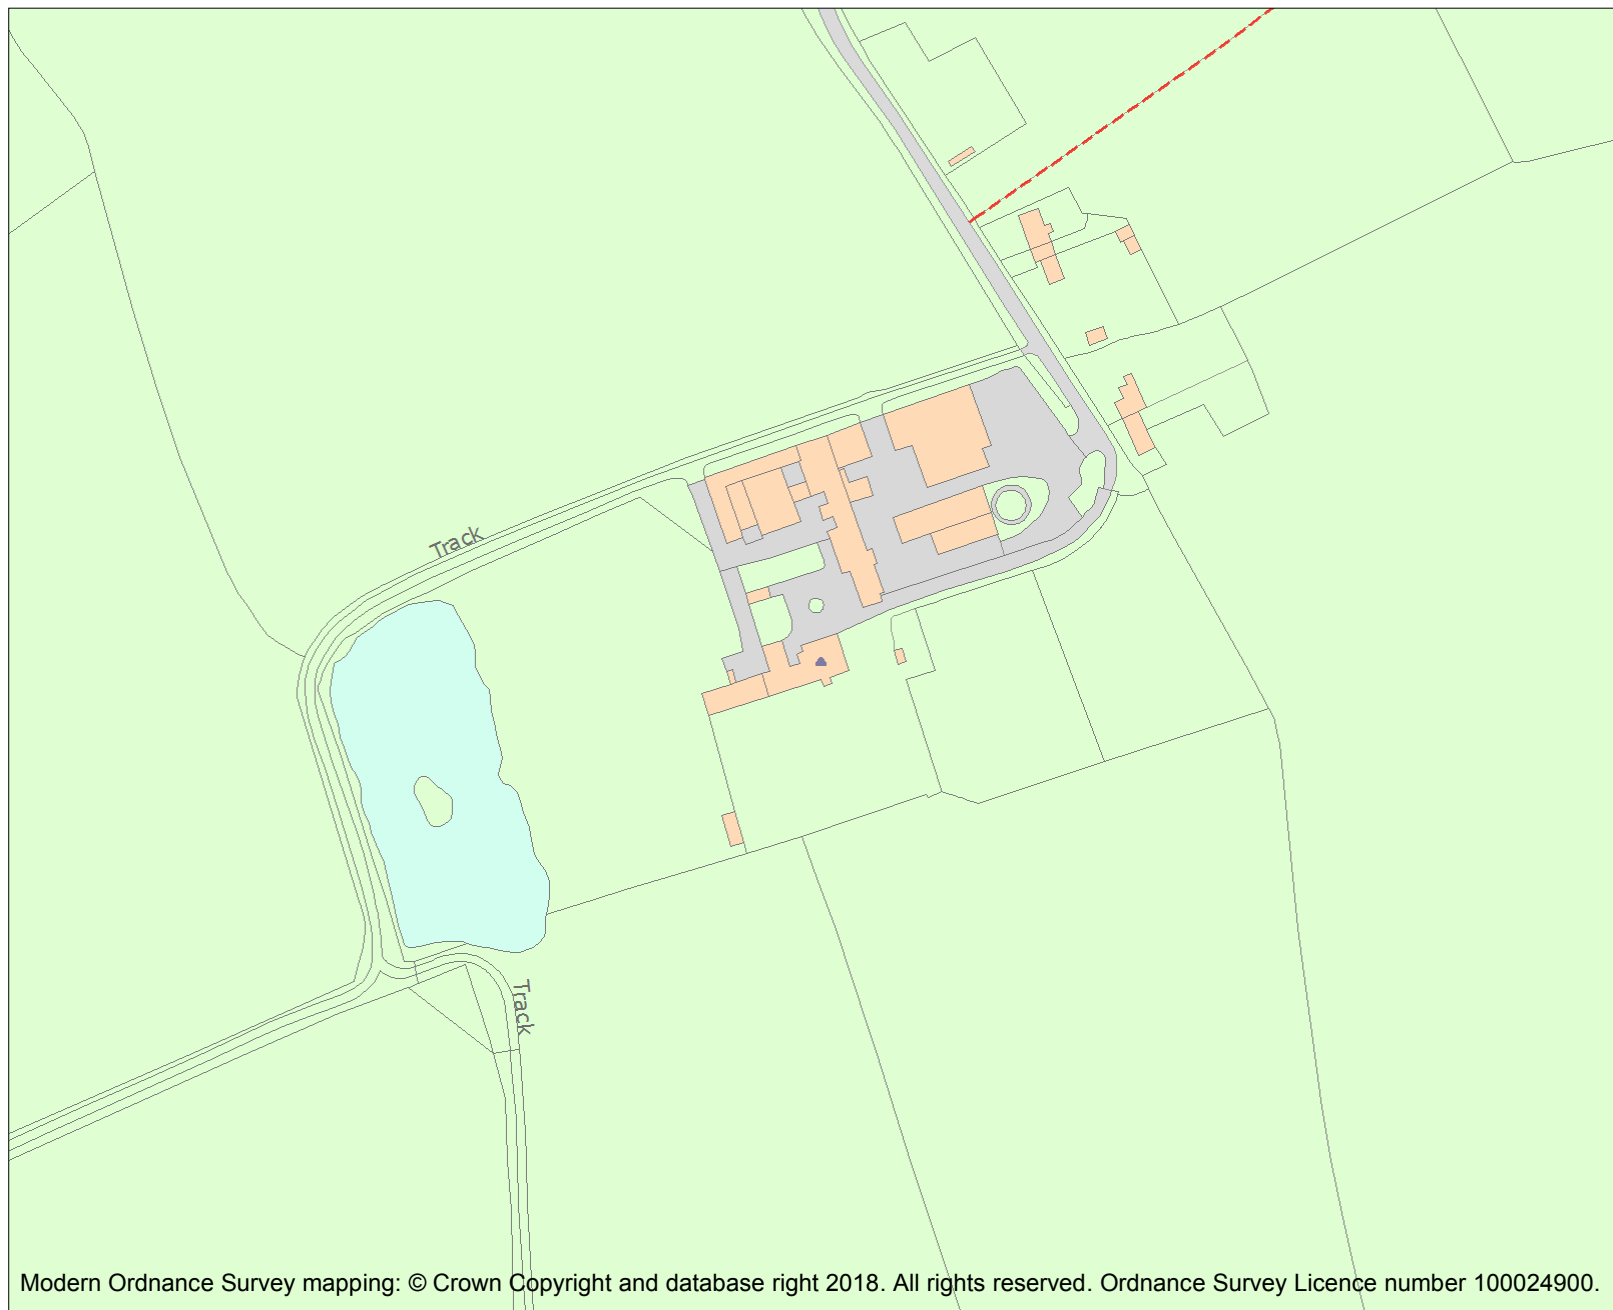 Track
Track
Modern Ordnance Survey mapping: © Crown Copyright and database right 2018. All rights reserved. Ordnance Survey Licence number 100024900.